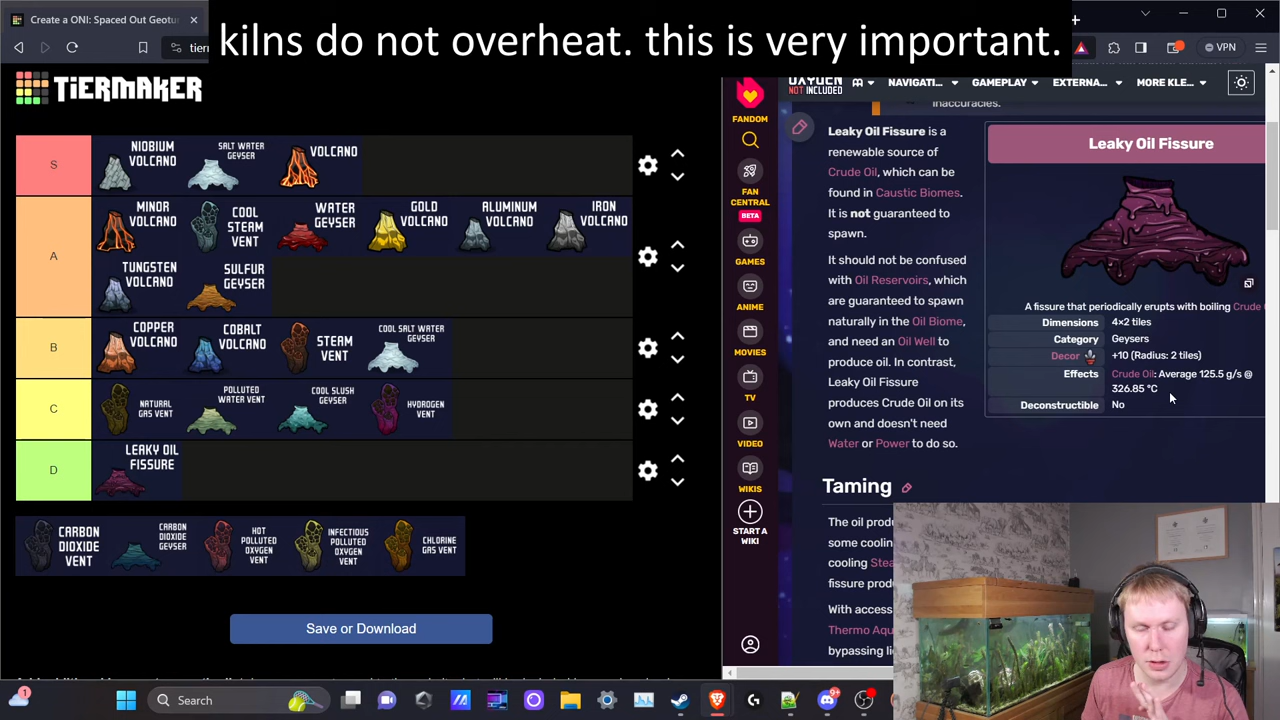 kilns do not overheat. this is very important.
Create a ONI: Spaced Out Geotu
VPN
TIERMAKER
S
NIOBIUM
VOLCANO
SALT WATER
GEYSER
VOLCANO
A
MINOR
VOLCANO
COOL
STEAM
VENT
WATER
GEYSER
GOLD
VOLCANO
ALUMINUM
VOLCANO
IRON
VOLCANO
TUNGSTEN
VOLCANO
SULFUR
GEYSER
B
COPPER
VOLCANO
COBALT
VOLCANO
STEAM
VENT
COOL SALT WATER
GEYSER
C
NATURAL
GAS VENT
POLLUTED
WATER VENT
COOL SLUSH
GEYSER
HYDROGEN
VENT
D
LEAKY OIL
FISSURE
CARBON
DIOXIDE
VENT
CARBON
DIOXIDE
GEYSER
HOT
POLLUTED
OXYGEN
VENT
INFECTIOUS
POLLUTED
OXYGEN
VENT
CHLORINE
GAS VENT
Save or Download
FANDOM
FAN
CENTRAL
BETA
GAMES
ANIME
MOVIES
TV
VIDEO
WIKIS
START A
WIKI
OXYGEN
NOT INCLUDED
NAVIGATI...
GAMEPLAY
EXTERNA...
MORE KLE...
inaccuracies.
Leaky Oil Fissure is a
renewable source of
Crude Oil, which can be
found in Caustic Biomes.
It is not guaranteed to
spawn.
It should not be confused
with Oil Reservoirs, which
are guaranteed to spawn
naturally in the Oil Biome,
and need an Oil Well to
produce oil. In contrast,
Leaky Oil Fissure
produces Crude Oil on its
own and doesn't need
Water or Power to do so.
Leaky Oil Fissure
A fissure that periodically erupts with boiling Crude
Dimensions 4×2 tiles
Category Geysers
Decor +10 (Radius: 2 tiles)
Effects Crude Oil: Average 125.5 g/s @
326.85 °C
Deconstructible No
Taming
The oil prod
some coolin
cooling Stea
fissure prod
With access
Thermo Aqu
bypassing li
1
Search
9+